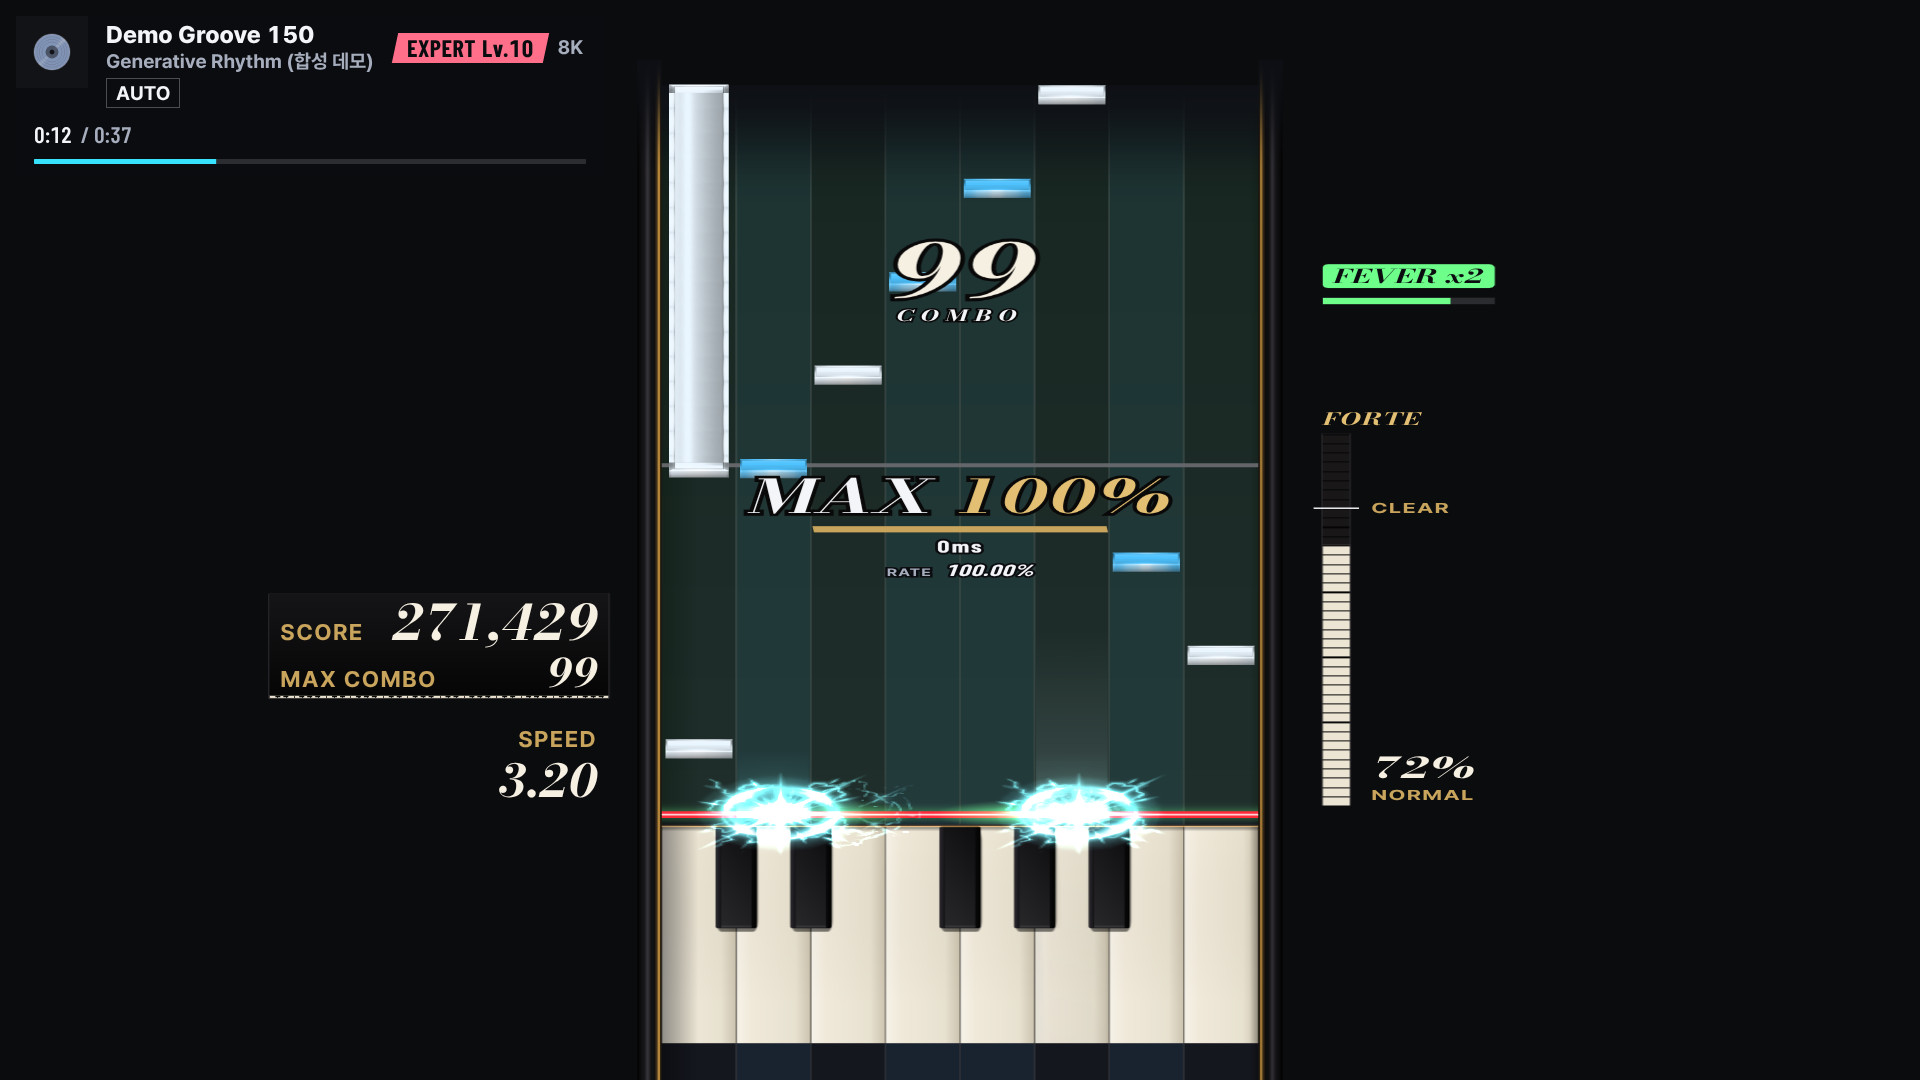 Demo Groove 150
Generative Rhythm (합성 데모)
EXPERT Lv.10 8K
AUTO
0:12 / 0:37
99
COMBO
FEVER x2
FORTE
CLEAR
MAX 100%
0ms
RATE 100.00%
SCORE 271,429
MAX COMBO 99
SPEED
3.20
72%
NORMAL